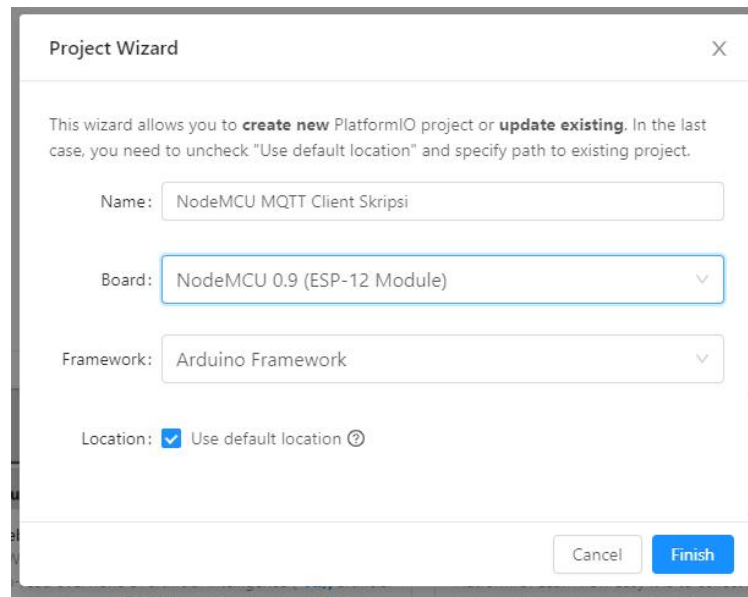 Project Wizard
This wizard allows you to create new PlatformIO project or update existing. In the last
case, you need to uncheck "Use default location" and specify path to existing project.
Name: NodeMCU MQTT Client Skripsi
Board: NodeMCU 0.9 (ESP-12 Module)
Framework: Arduino Framework
Location: Use default location
Cancel Finish